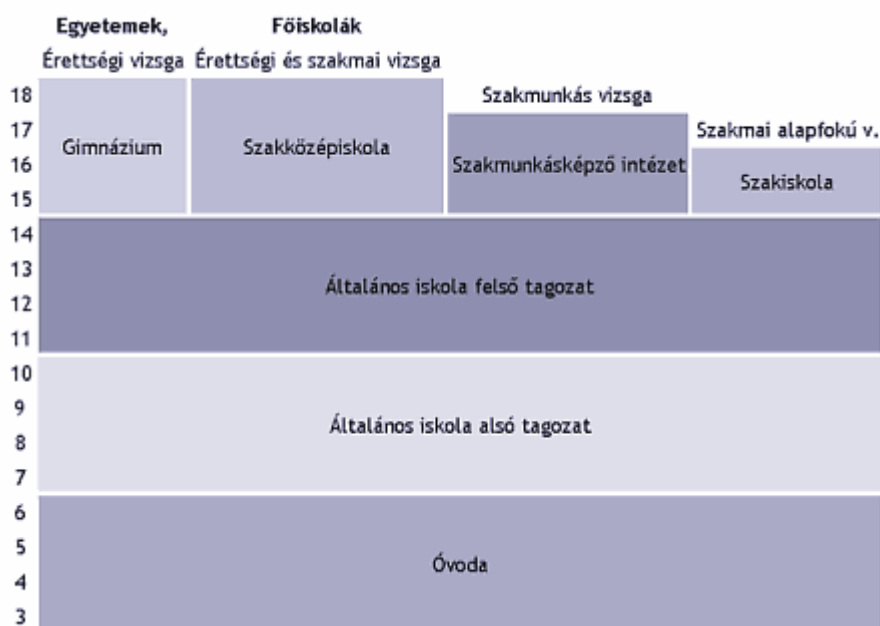 Egyetemek, Főiskolák
Érettségi vizsga Érettségi és szakmai vizsga
18 Szakmunkás vizsga
17 Szakmai alapfokú v.
Gimnázium Szakközépiskola
16 Szakmunkásképző intézet
Szakiskola
15
14
13
Általános iskola felső tagozat
12
11
10
9
Általános iskola alsó tagozat
8
7
6
5
Óvoda
4
3